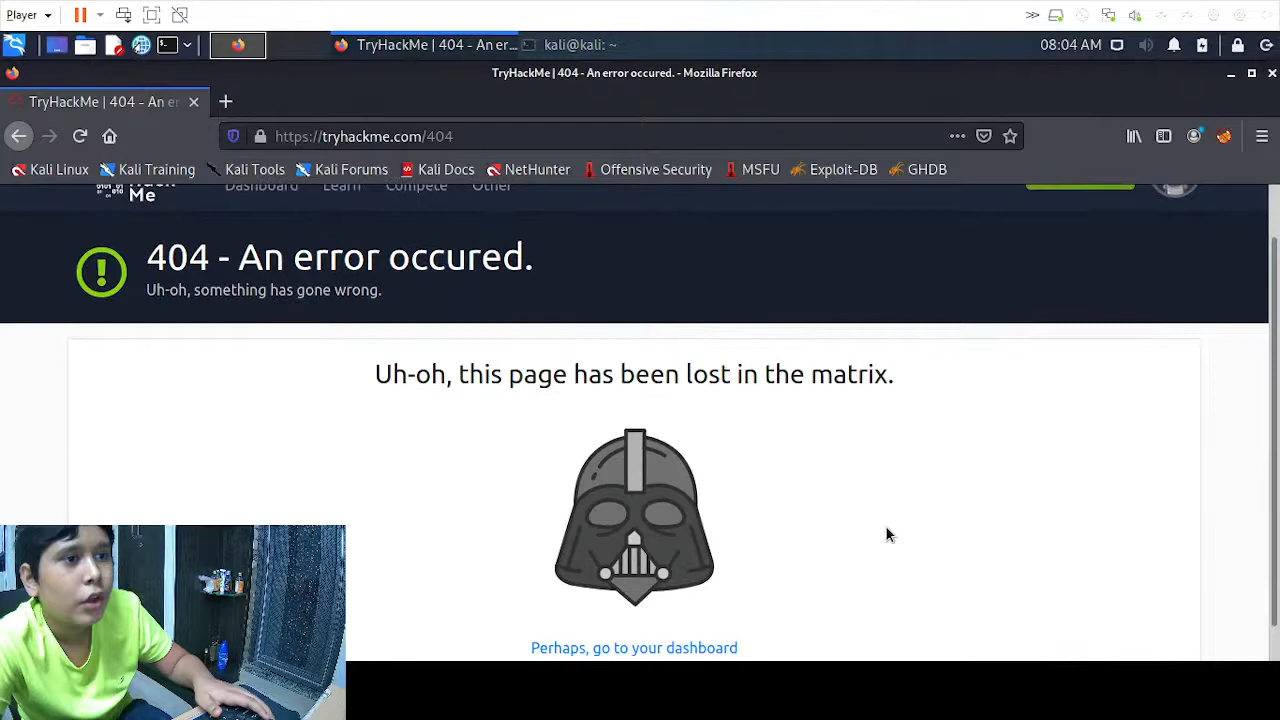 Player
TryHackMe | 404 - An er... kali@kali: ~ 08:04 AM
TryHackMe | 404 - An error occured. - Mozilla Firefox
TryHackMe | 404 - An er
https://tryhackme.com/404
Kali Linux Kali Training Kali Tools Kali Forums Kali Docs NetHunter Offensive Security MSFU Exploit-DB GHDB
Hack Dashboard Learn Compete Other
Me
404 - An error occured.
Uh-oh, something has gone wrong.
Uh-oh, this page has been lost in the matrix.
Perhaps, go to your dashboard